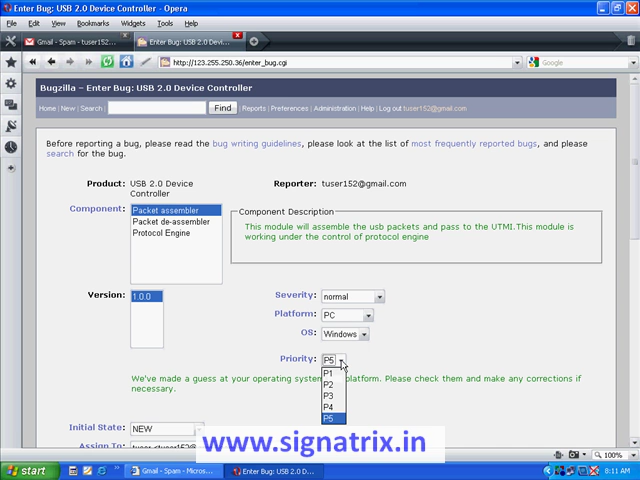 Enter Bug: USB 2.0 Device Controller - Opera
File Edit View Bookmarks Widgets Tools Help
Gmail - Spam - tuser152... Enter Bug: USB 2.0 Devi...
http://123.255.250.36/enter_bug.cgi Google
Bugzilla – Enter Bug: USB 2.0 Device Controller
Home | New | Search | Find | Reports | Preferences | Administration | Help | Log out tuser152@gmail.com
Before reporting a bug, please read the bug writing guidelines, please look at the list of most frequently reported bugs, and please
search for the bug.
Product: USB 2.0 Device Controller
Reporter: tuser152@gmail.com
Component: Packet assembler
Packet de-assembler
Protocol Engine
Component Description
This module will assemble the usb packets and pass to the UTMI.This module is
working under the control of protocol engine
Version: 1.0.0
Severity: normal
Platform: PC
OS: Windows
Priority: P5
P1
P2
P3
P4
P5
We've made a guess at your operating system platform. Please check them and make any corrections if
necessary.
Initial State: NEW
Assign To:
www.signatrix.in
100%
start Gmail - Spam - Micros... Enter Bug: USB 2.0 D... 8:11 AM